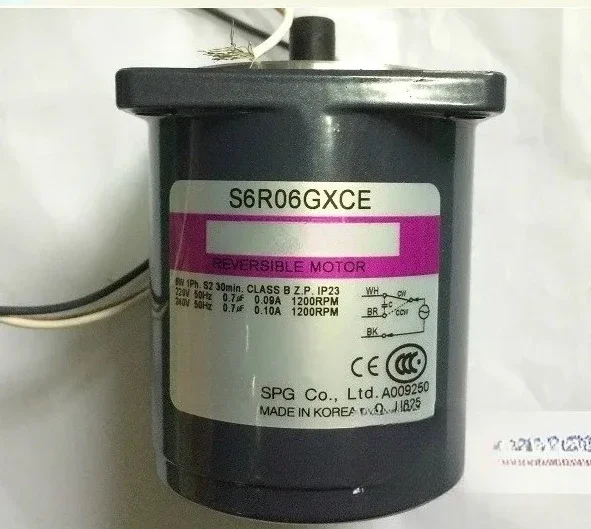 S6R06GXCE
REVERSIBLE MOTOR
6W 1Ph. S2 30min. CLASS B Z.P. IP23
220V 50Hz 0.7μF 0.09A 1200RPM
240V 50Hz 0.7μF 0.10A 1200RPM
WH CW
C
BR CCW
BK
CE CCC
SPG Co., Ltd. A009250
MADE IN KOREA